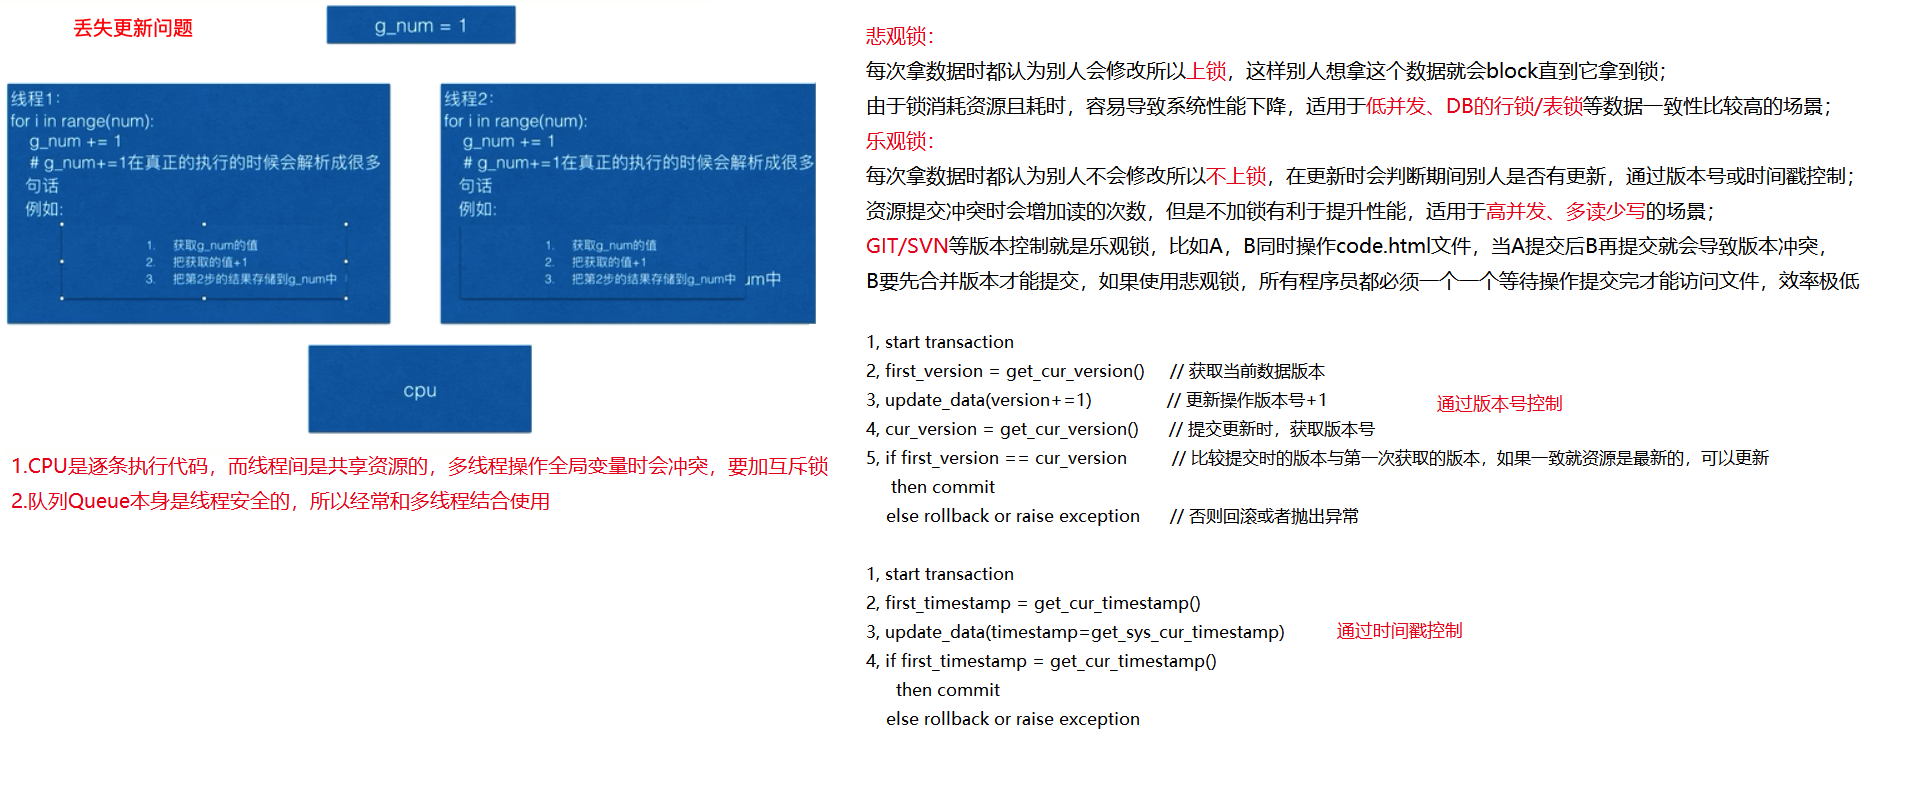 丢失更新问题
g_num = 1
线程1：
for i in range(num):
g_num += 1
# g_num+=1在真正的执行的时候会解析成很多
句话
例如：
1. 获取g_num的值
2. 把获取的值+1
3. 把第2步的结果存储到g_num中
线程2：
for i in range(num):
g_num += 1
# g_num+=1在真正的执行的时候会解析成很多
句话
例如：
1. 获取g_num的值
2. 把获取的值+1
3. 把第2步的结果存储到g_num中 um中
cpu
1.CPU是逐条执行代码，而线程间是共享资源的，多线程操作全局变量时会冲突，要加互斥锁
2.队列Queue本身是线程安全的，所以经常和多线程结合使用
悲观锁：
每次拿数据时都认为别人会修改所以上锁，这样别人想拿这个数据就会block直到它拿到锁；
由于锁消耗资源且耗时，容易导致系统性能下降，适用于低并发、DB的行锁/表锁等数据一致性比较高的场景；
乐观锁：
每次拿数据时都认为别人不会修改所以不上锁，在更新时会判断期间别人是否有更新，通过版本号或时间戳控制；
资源提交冲突时会增加读的次数，但是不加锁有利于提升性能，适用于高并发、多读少写的场景；
GIT/SVN等版本控制就是乐观锁，比如A，B同时操作code.html文件，当A提交后B再提交就会导致版本冲突，
B要先合并版本才能提交，如果使用悲观锁，所有程序员都必须一个一个等待操作提交完才能访问文件，效率极低
1, start transaction
2, first_version = get_cur_version() // 获取当前数据版本
3, update_data(version+=1) // 更新操作版本号+1
通过版本号控制
4, cur_version = get_cur_version() // 提交更新时，获取版本号
5, if first_version == cur_version // 比较提交时的版本与第一次获取的版本，如果一致就资源是最新的，可以更新
then commit
else rollback or raise exception // 否则回滚或者抛出异常
1, start transaction
2, first_timestamp = get_cur_timestamp()
3, update_data(timestamp=get_sys_cur_timestamp) 通过时间戳控制
4, if first_timestamp = get_cur_timestamp()
then commit
else rollback or raise exception